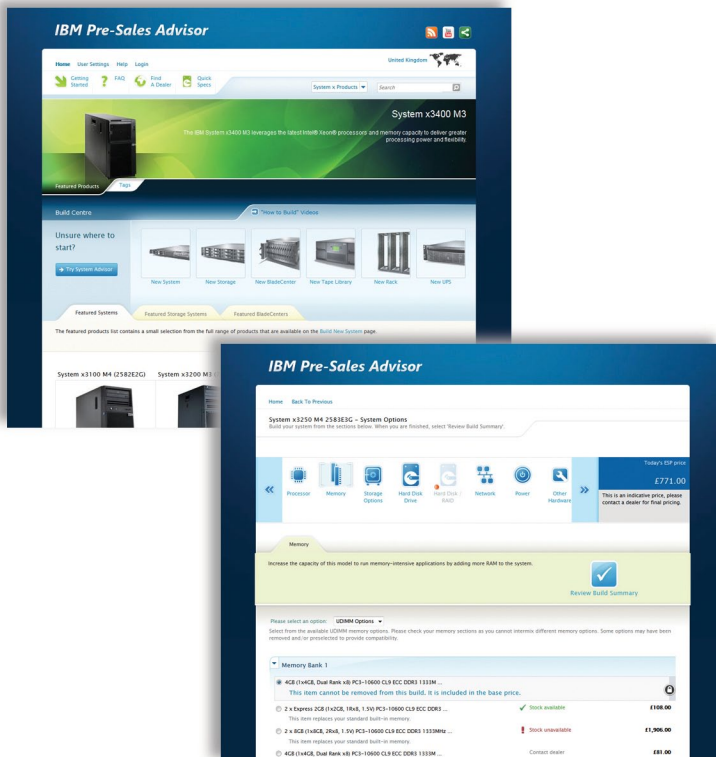 IBM Pre-Sales Advisor
Home User Settings Help Login
United Kingdom
Getting Started
FAQ
Find A Dealer
Quick Specs
System x Products
Search
System x3400 M3
The IBM System x3400 M3 leverages the latest Intel® Xeon® processors and memory capacity to deliver greater
processing power and flexibility.
Featured Products Tags
Build Centre
"How to Build" Videos
Unsure where to
start?
Try System Advisor
New System New Storage New BladeCenter New Tape Library New Rack New UPS
Featured Systems Featured Storage Systems Featured BladeCenters
The featured products list contains a small selection from the full range of products that are available on the Build New System page.
System x3100 M4 (2582E2G) System x3200 M3
IBM Pre-Sales Advisor
Home Back To Previous
System x3250 M4 2583E3G - System Options
Build your system from the sections below. When you are finished, select 'Review Build Summary'.
Today's ESP price
£771.00
This is an indicative price, please
contact a dealer for final pricing.
Processor
Memory
Storage Options
Hard Disk Drive
Hard Disk / RAID
Network
Power
Other Hardware
Memory
Increase the capacity of this model to run memory-intensive applications by adding more RAM to the system.
Review Build Summary
Please select an option UDIMM Options
Select from the available UDIMM memory options. Please check your memory sections as you cannot intermix different memory options. Some options may have been
removed and/or preselected to provide compatibility.
Memory Bank 1
4GB (1x4GB, Dual Rank x8) PC3-10600 CL9 ECC DDR3 1333M ...
This item cannot be removed from this build. It is included in the base price.
2 x Express 2GB (1x2GB, 1Rx8, 1.5V) PC3-10600 CL9 ECC DDR3 ... Stock available £108.00
This item replaces your standard built-in memory.
2 x 8GB (1x8GB, 2Rx8, 1.5V) PC3-10600 CL9 ECC DDR3 1333MHz ... Stock unavailable £1,906.00
This item replaces your standard built-in memory.
4GB (1x4GB, Dual Rank x8) PC3-10600 CL9 ECC DDR3 1333M ... Contact dealer £81.00